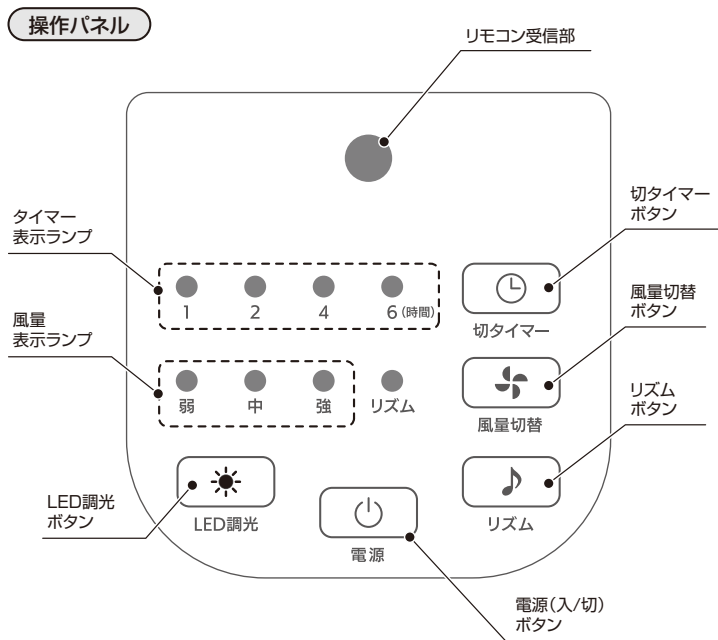 操作パネル
リモコン受信部
タイマー
表示ランプ
切タイマー
ボタン
1 2 4 6(時間)
切タイマー
風量
表示ランプ
風量切替
ボタン
弱 中 強 リズム
風量切替
リズム
ボタン
LED調光
ボタン
LED調光
電源
リズム
電源(入/切)
ボタン